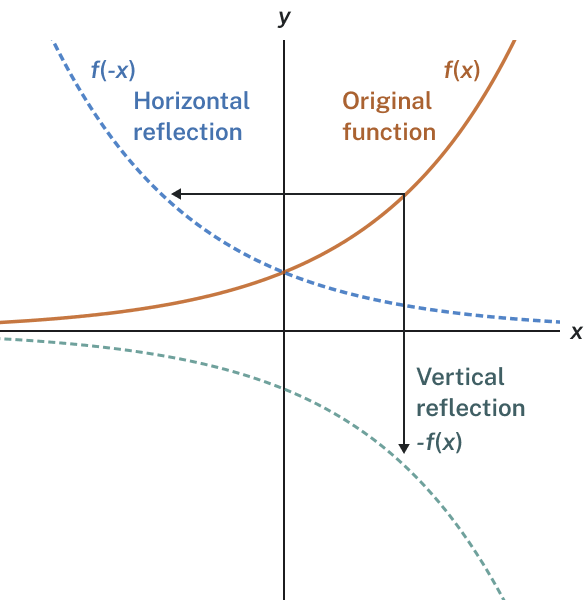 y
f(-x)
Horizontal
reflection
f(x)
Original
function
x
Vertical
reflection
-f(x)